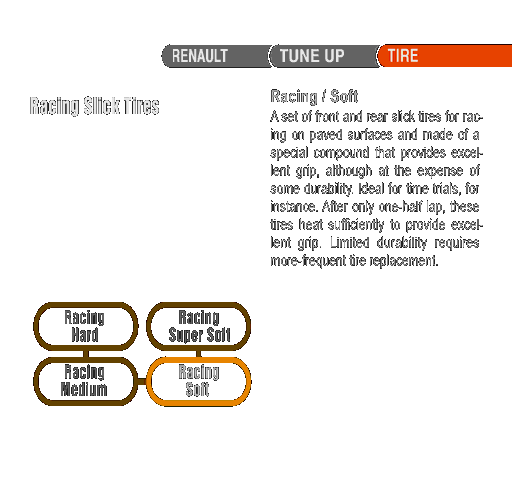 RENAULT TUNE UP TIRE
Racing Slick Tires
Racing / Soft
A set of front and rear slick tires for rac-
ing on paved surfaces and made of a
special compound that provides excel-
lent grip, although at the expense of
some durability. Ideal for time trials, for
instance. After only one-half lap, these
tires heat sufficiently to provide excel-
lent grip. Limited durability requires
more-frequent tire replacement.
Racing
Hard
Racing
Super Soft
Racing
Medium
Racing
Soft